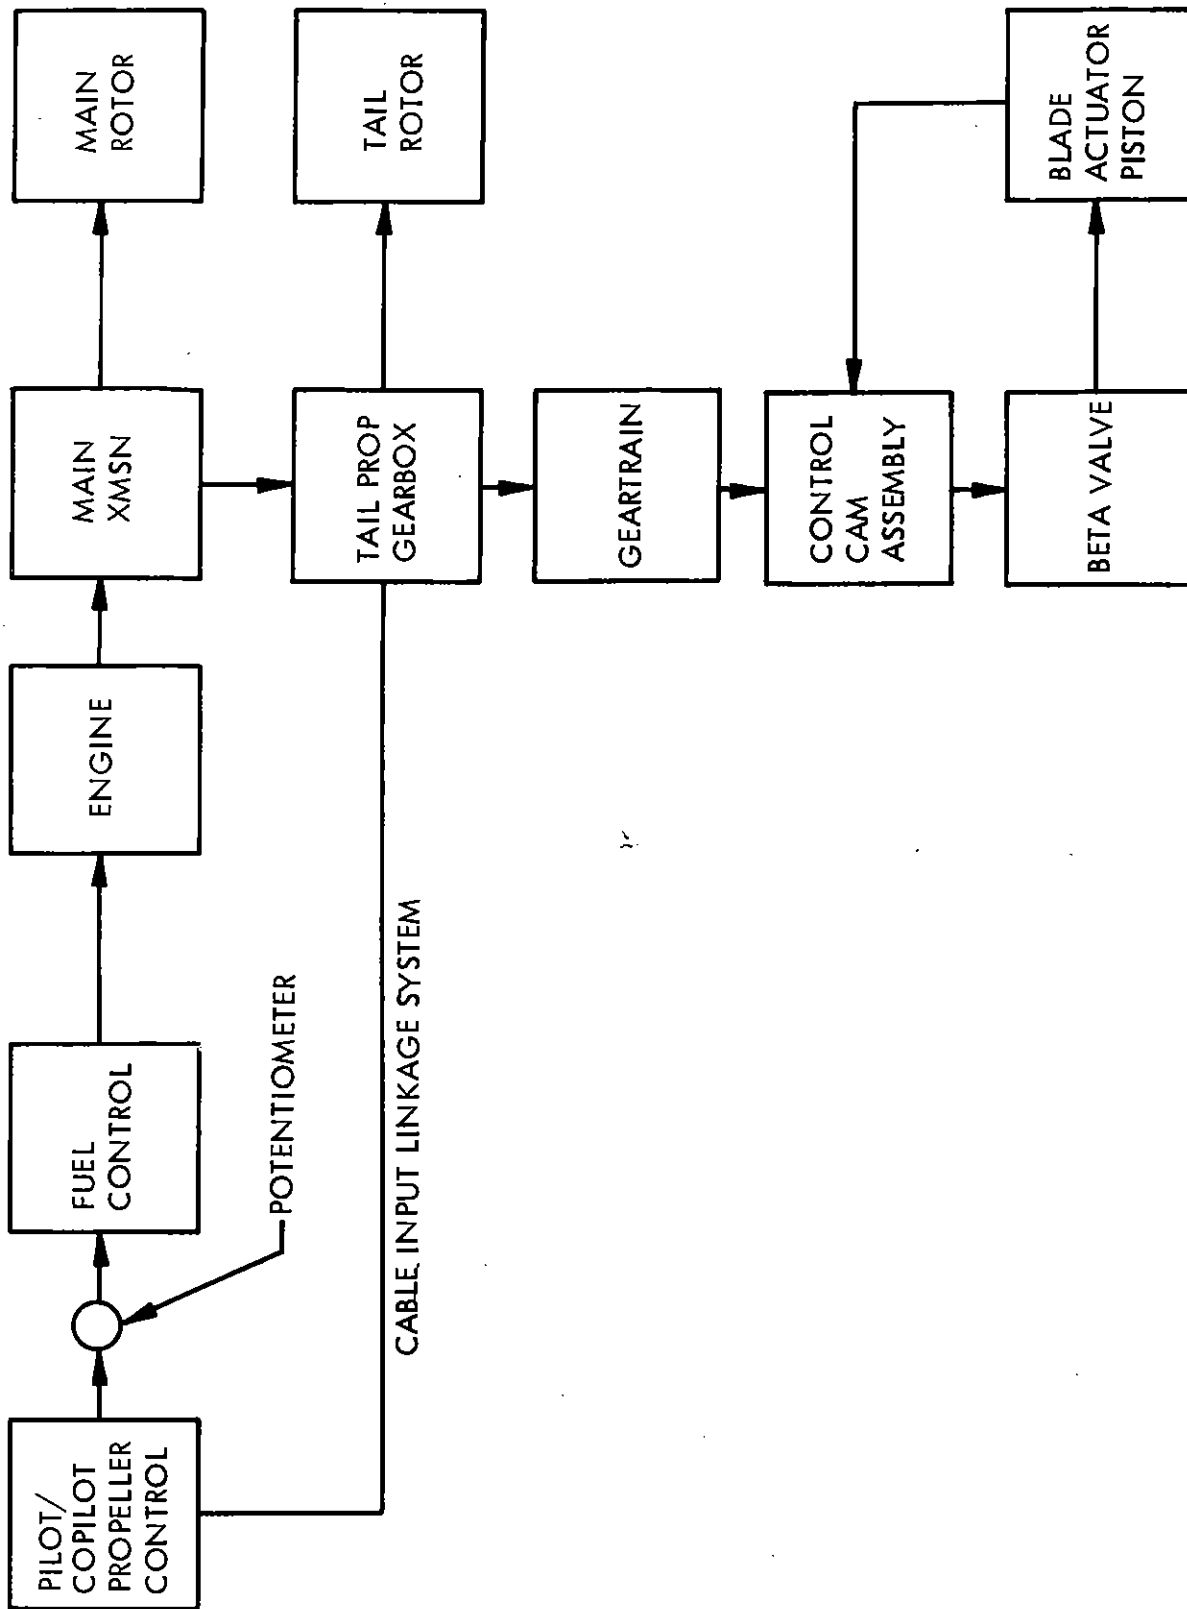 PILOT/
COPILOT
PROPELLER
CONTROL
FUEL
CONTROL
ENGINE
MAIN
XMSN
MAIN
ROTOR
POTENTIOMETER
CABLE INPUT LINKAGE SYSTEM
TAIL PROP
GEARBOX
TAIL
ROTOR
GEARTRAIN
CONTROL
CAM
ASSEMBLY
BETA VALVE
BLADE
ACTUATOR
PISTON